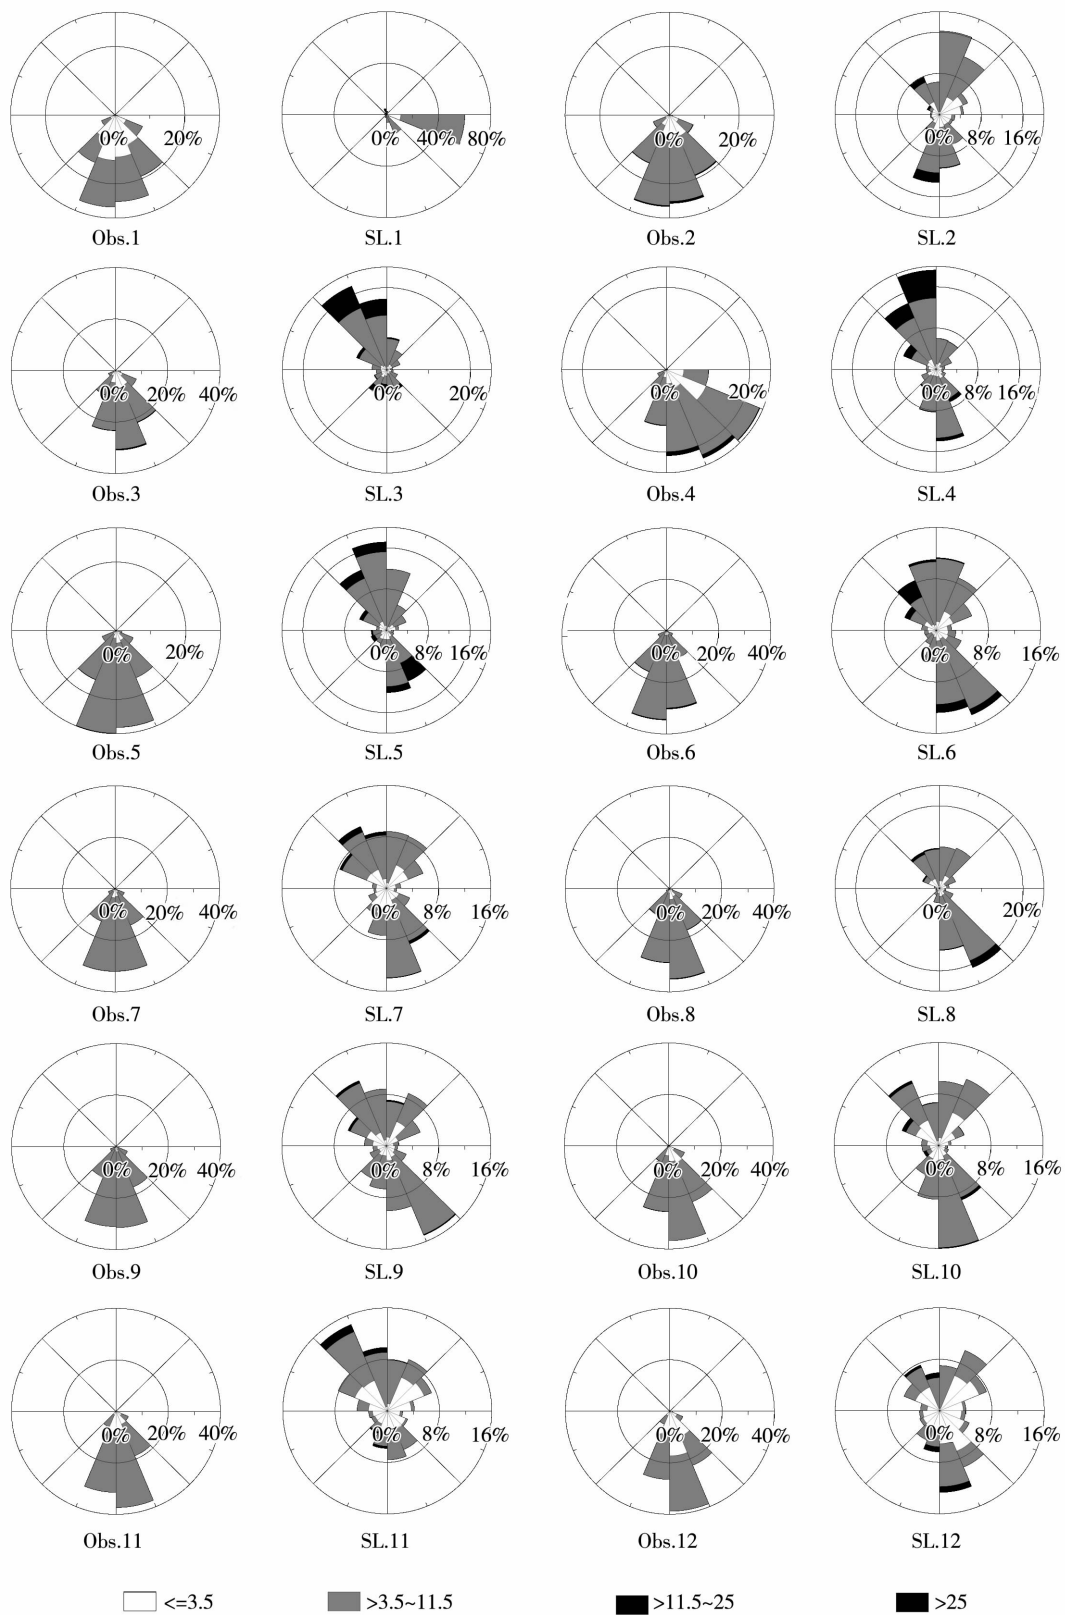 0% 20% 0% 40% 80% 0% 20% 0% 8% 16%
Obs.1 SL.1 Obs.2 SL.2
0% 20% 40% 0% 20% 0% 20% 0% 8% 16%
Obs.3 SL.3 Obs.4 SL.4
0% 20% 0% 8% 16% 0% 20% 40% 0% 8% 16%
Obs.5 SL.5 Obs.6 SL.6
0% 20% 40% 0% 8% 16% 0% 20% 40% 0% 20%
Obs.7 SL.7 Obs.8 SL.8
0% 20% 40% 0% 8% 16% 0% 20% 40% 0% 8% 16%
Obs.9 SL.9 Obs.10 SL.10
0% 20% 40% 0% 8% 16% 0% 20% 40% 0% 8% 16%
Obs.11 SL.11 Obs.12 SL.12
<=3.5 >3.5~11.5 >11.5~25 >25